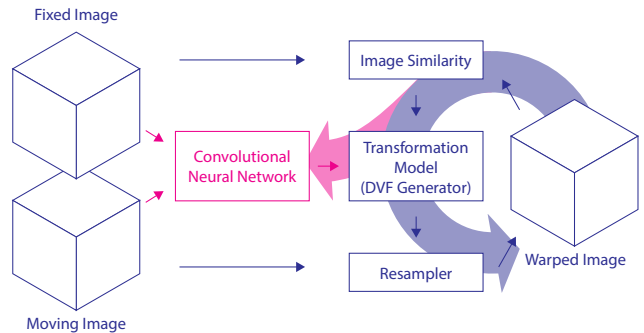 Fixed Image
Image Similarity
Convolutional
Neural Network
Transformation
Model
(DVF Generator)
Warped Image
Resampler
Moving Image